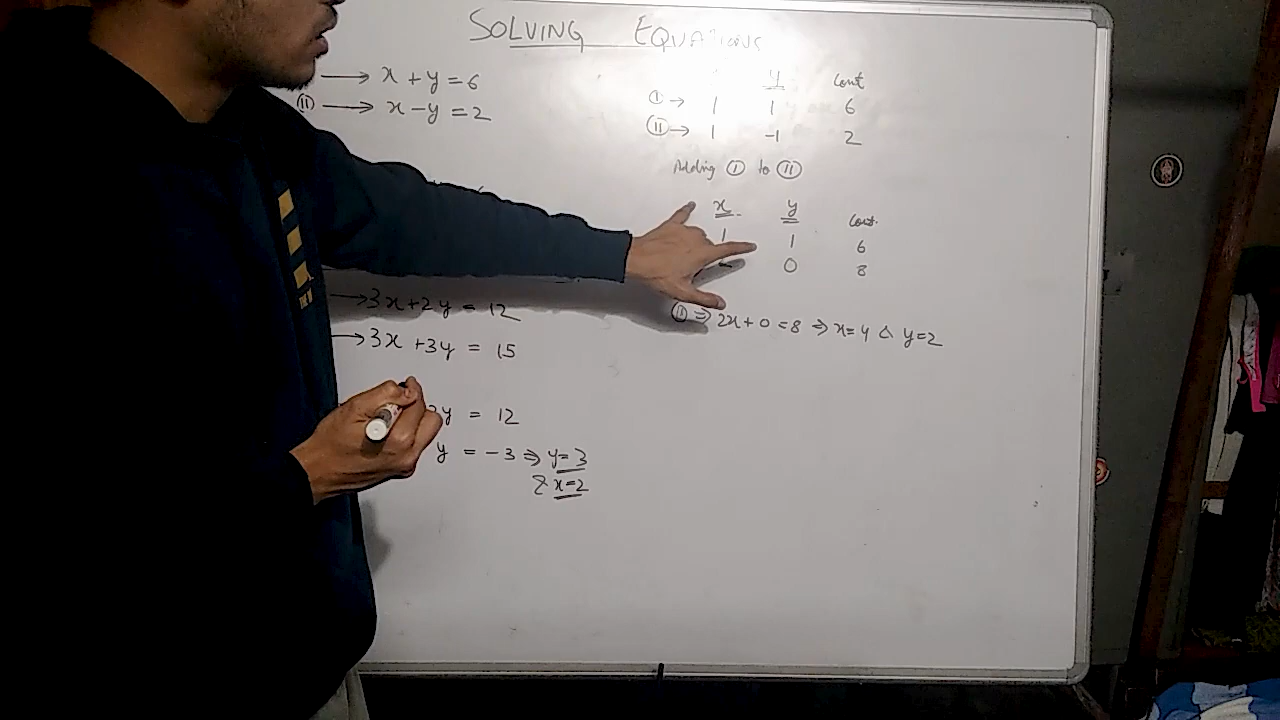 SOLVING EQUATIONS
→ x + y = 6
(II) → x - y = 2
→ 3x + 2y = 12
→ 3x + 3y = 15
y = 12
y = -3 ⇒ y = 3
& x = 2
y const
(I) → 1 1 6
(II) → 1 -1 2
Adding (I) to (II)
x y const.
1 1 6
0 8
(II) ⇒ 2x + 0 = 8 ⇒ x = 4 & y = 2